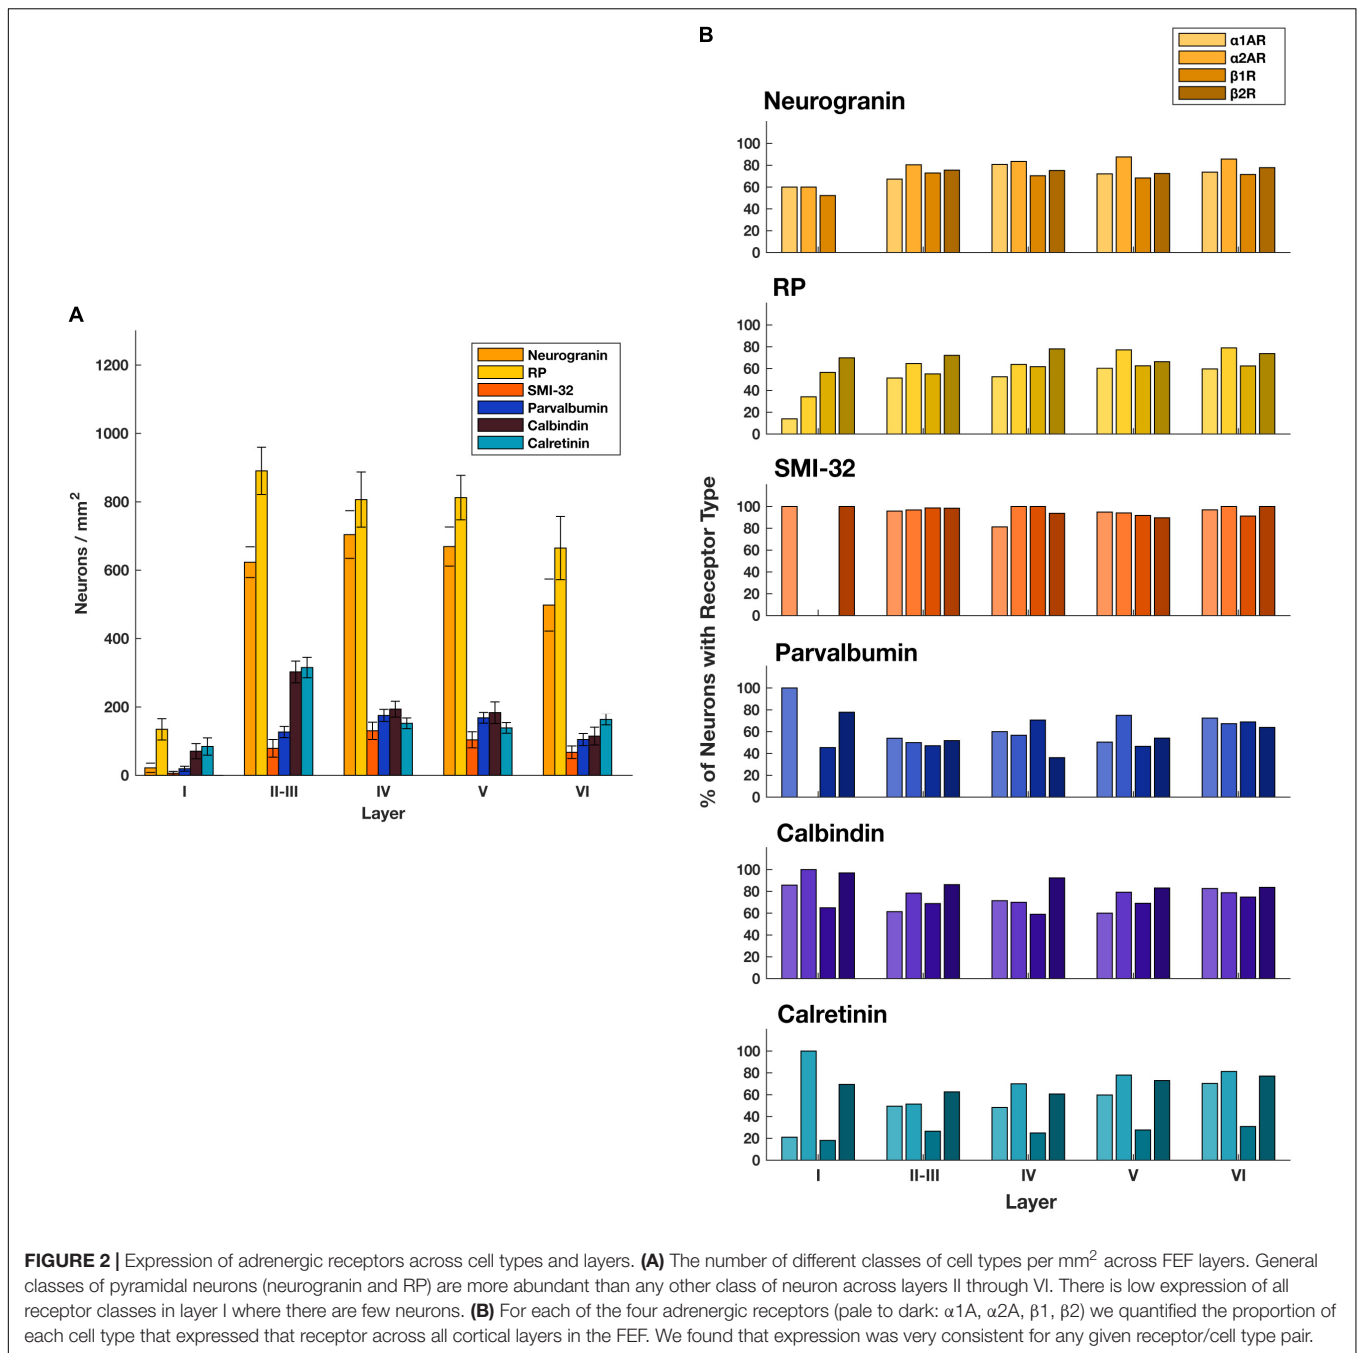 A
1200
1000
800
600
400
200
0
Neurons / mm²
Neurogranin
RP
SMI-32
Parvalbumin
Calbindin
Calretinin
I II-III IV V VI
Layer
B
α1AR
α2AR
β1R
β2R
% of Neurons with Receptor Type
Neurogranin
100
80
60
40
20
0
RP
100
80
60
40
20
0
SMI-32
100
80
60
40
20
0
Parvalbumin
100
80
60
40
20
0
Calbindin
100
80
60
40
20
0
Calretinin
100
80
60
40
20
0
I II-III IV V VI
Layer
FIGURE 2 | Expression of adrenergic receptors across cell types and layers. (A) The number of different classes of cell types per mm² across FEF layers. General
classes of pyramidal neurons (neurogranin and RP) are more abundant than any other class of neuron across layers II through VI. There is low expression of all
receptor classes in layer I where there are few neurons. (B) For each of the four adrenergic receptors (pale to dark: α1A, α2A, β1, β2) we quantified the proportion of
each cell type that expressed that receptor across all cortical layers in the FEF. We found that expression was very consistent for any given receptor/cell type pair.